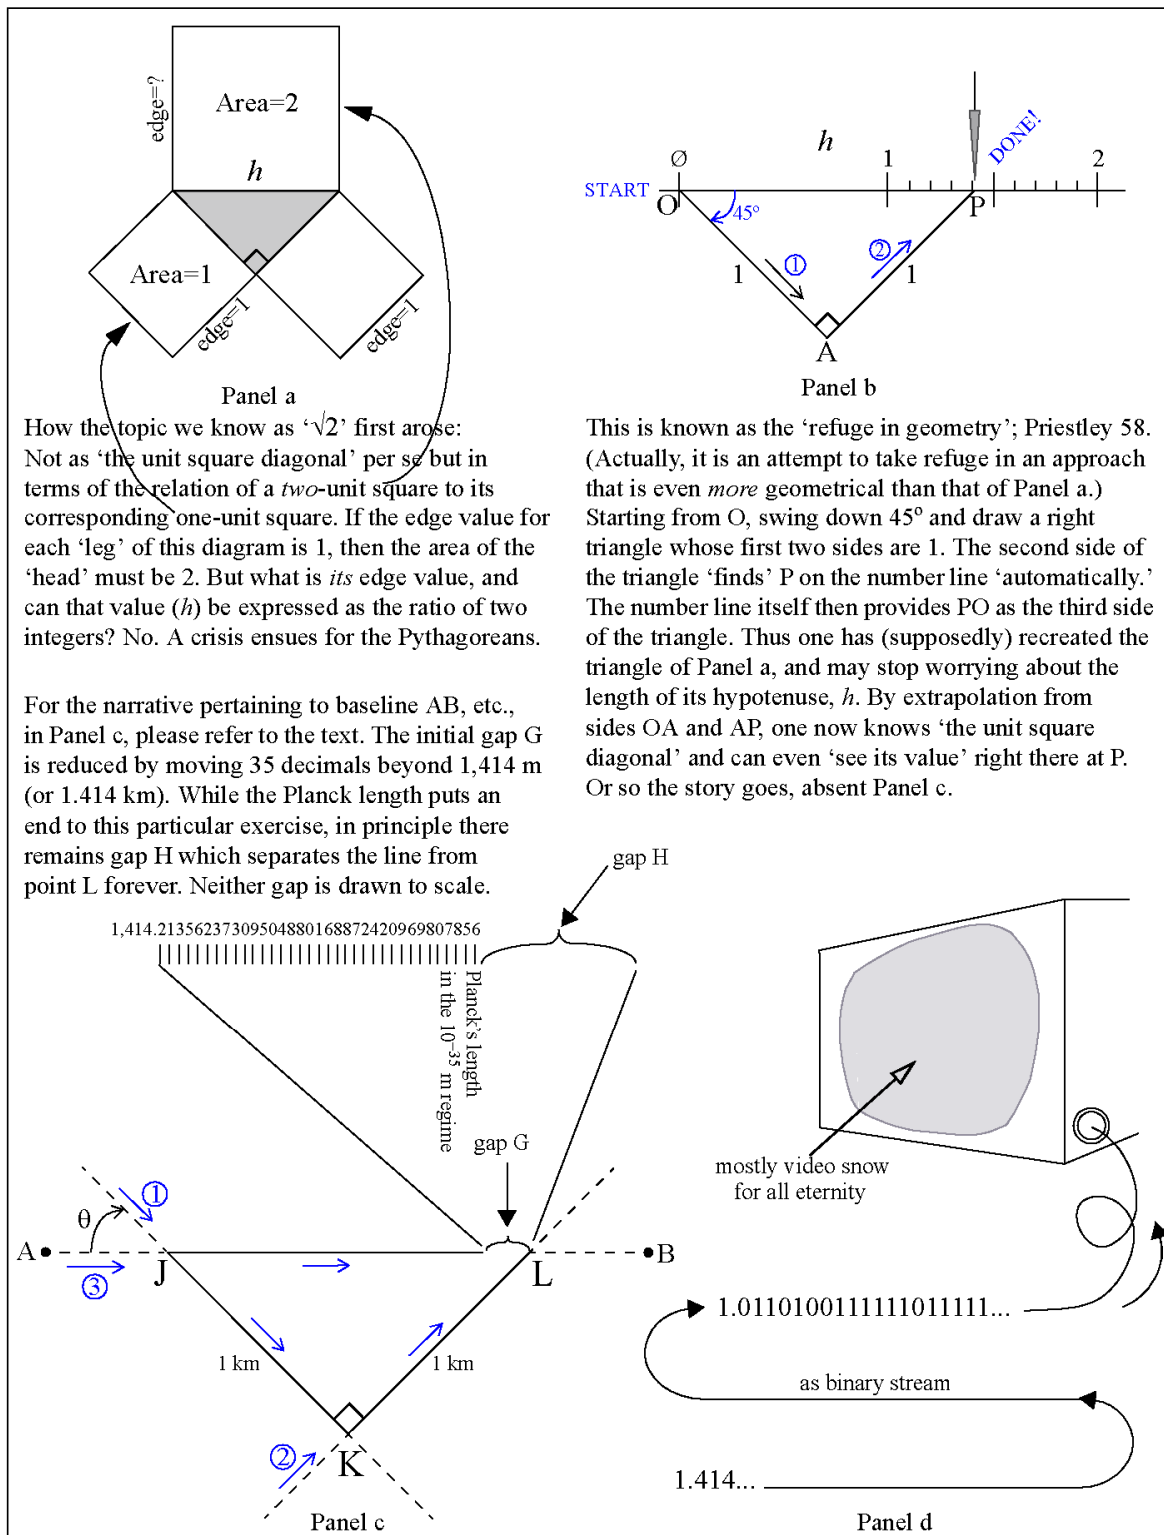 edge=?
Area=2
h
Area=1
edge=1
edge=1
Panel a
How the topic we know as ‘√2’ first arose:
Not as ‘the unit square diagonal’ per se but in
terms of the relation of a two-unit square to its
corresponding one-unit square. If the edge value for
each ‘leg’ of this diagram is 1, then the area of the
‘head’ must be 2. But what is its edge value, and
can that value (h) be expressed as the ratio of two
integers? No. A crisis ensues for the Pythagoreans.
h
DONE!
Ø
1
2
START
O
P
45º
1
①
②
1
A
Panel b
This is known as the ‘refuge in geometry’; Priestley 58.
(Actually, it is an attempt to take refuge in an approach
that is even more geometrical than that of Panel a.)
Starting from O, swing down 45º and draw a right
triangle whose first two sides are 1. The second side of
the triangle ‘finds’ P on the number line ‘automatically.’
The number line itself then provides PO as the third side
of the triangle. Thus one has (supposedly) recreated the
triangle of Panel a, and may stop worrying about the
length of its hypotenuse, h. By extrapolation from
sides OA and AP, one now knows ‘the unit square
diagonal’ and can even ‘see its value’ right there at P.
Or so the story goes, absent Panel c.
For the narrative pertaining to baseline AB, etc.,
in Panel c, please refer to the text. The initial gap G
is reduced by moving 35 decimals beyond 1,414 m
(or 1.414 km). While the Planck length puts an
end to this particular exercise, in principle there
remains gap H which separates the line from
point L forever. Neither gap is drawn to scale.
gap H
1,414.21356237309504880168872420969807856
Planck's length
in the 10⁻³⁵ m regime
gap G
①
θ
A
B
③
J
L
1 km
1 km
②
K
Panel c
mostly video snow
for all eternity
1.0110100111111011111...
as binary stream
1.414...
Panel d